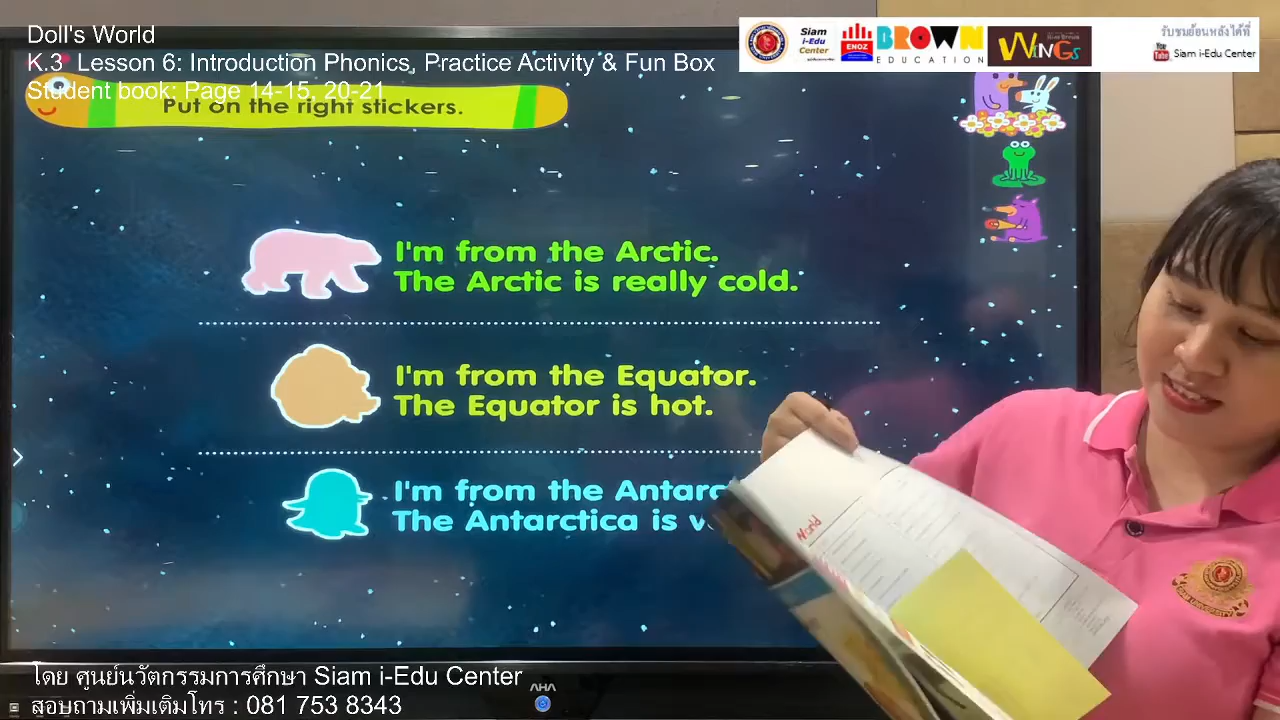 Doll's World
K.3 Lesson 6: Introduction Phonics, Practice Activity & Fun Box
Student book: Page 14-15, 20-21
Put on the right stickers.
Siam
i-Edu
Center
ENOZ
BROWN
EDUCATION
WINGS
รับชมย้อนหลังได้ที่
You Tube Siam i-Edu Center
I'm from the Arctic.
The Arctic is really cold.
I'm from the Equator.
The Equator is hot.
I'm from the Antarc
The Antarctica is v
World
SIAM UNIVERSITY
โดย ศูนย์นวัตกรรมการศึกษา Siam i-Edu Center
สอบถามเพิ่มเติมโทร : 081 753 8343
AHA